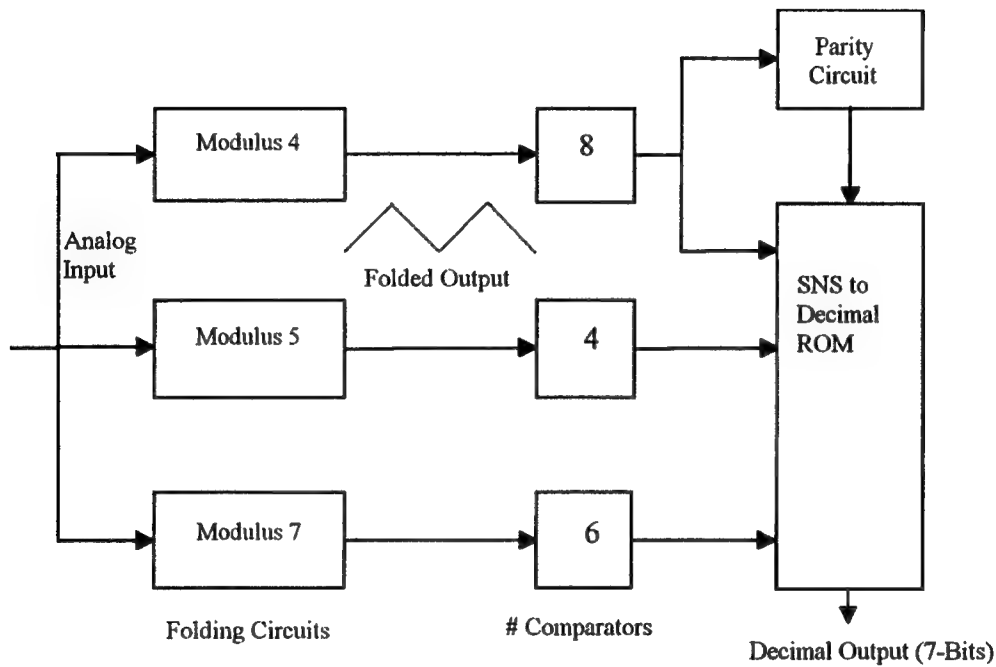 Parity
Circuit
Modulus 4
8
Analog
Input
Folded Output
SNS to
Decimal
ROM
Modulus 5
4
Modulus 7
6
Folding Circuits
# Comparators
Decimal Output (7-Bits)